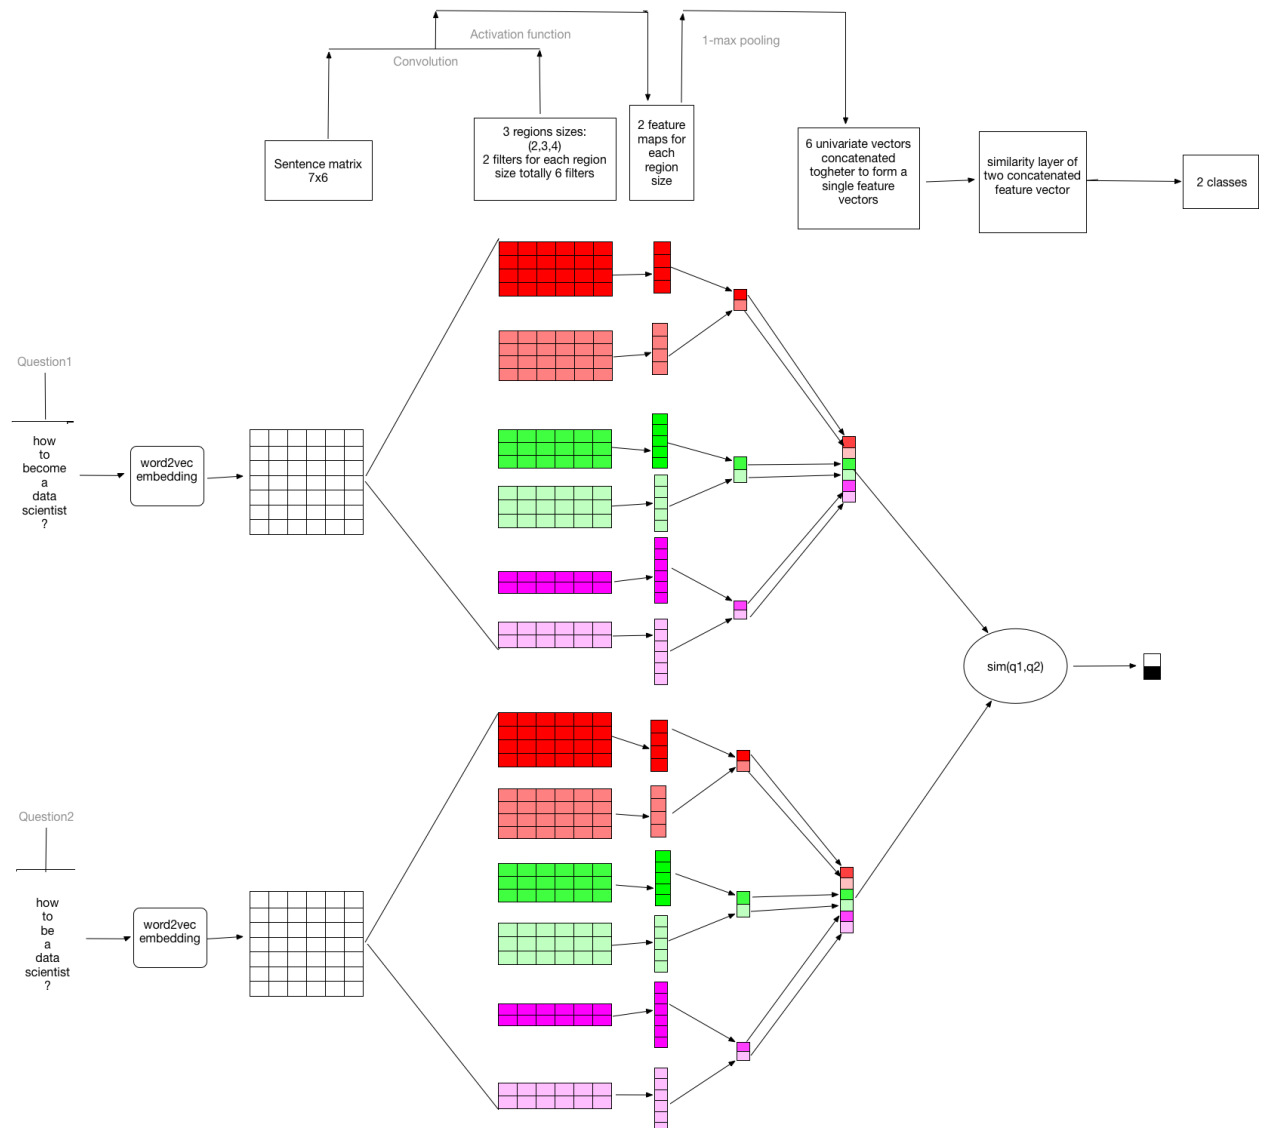 Activation function
1-max pooling
Convolution
Sentence matrix
7x6
3 regions sizes:
(2,3,4)
2 filters for each region
size totally 6 filters
2 feature
maps for
each
region
size
6 univariate vectors
concatenated
togheter to form a
single feature
vectors
similarity layer of
two concatenated
feature vector
2 classes
Question1
how
to
become
a
data
scientist
?
word2vec
embedding
sim(q1,q2)
Question2
how
to
be
a
data
scientist
?
word2vec
embedding